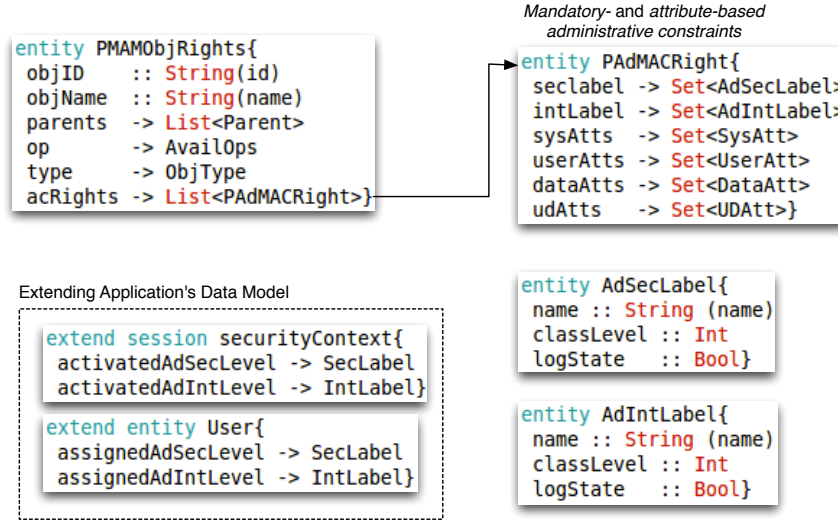 entity PMAMObjRights{
objID :: String(id)
objName :: String(name)
parents -> List<Parent>
op -> AvailOps
type -> ObjType
acRights -> List<PAdMACRight>}
Mandatory- and attribute-based
administrative constraints
entity PAdMACRight{
seclabel -> Set<AdSecLabel>
intLabel -> Set<AdIntLabel>
sysAtts -> Set<SysAtt>
userAtts -> Set<UserAtt>
dataAtts -> Set<DataAtt>
udAtts -> Set<UDAtt>}
Extending Application's Data Model
extend session securityContext{
activatedAdSecLevel -> SecLabel
activatedAdIntLevel -> IntLabel}
extend entity User{
assignedAdSecLevel -> SecLabel
assignedAdIntLevel -> IntLabel}
entity AdSecLabel{
name :: String (name)
classLevel :: Int
logState :: Bool}
entity AdIntLabel{
name :: String (name)
classLevel :: Int
logState :: Bool}